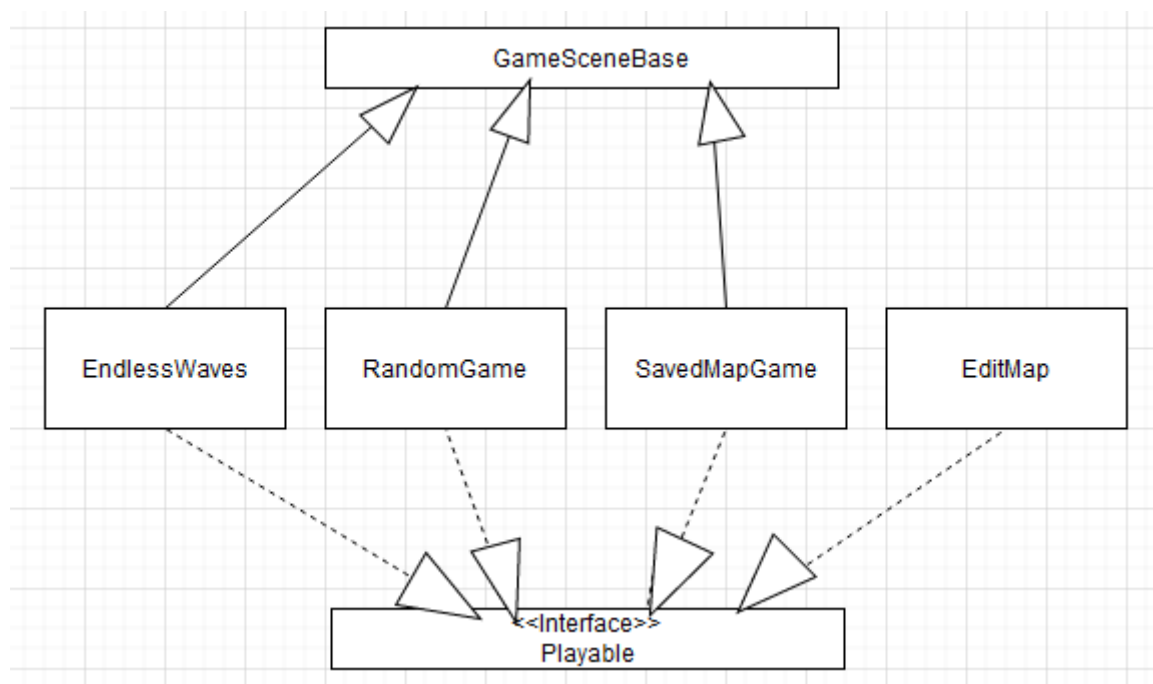 GameSceneBase
EndlessWaves
RandomGame
SavedMapGame
EditMap
<<Interface>>
Playable